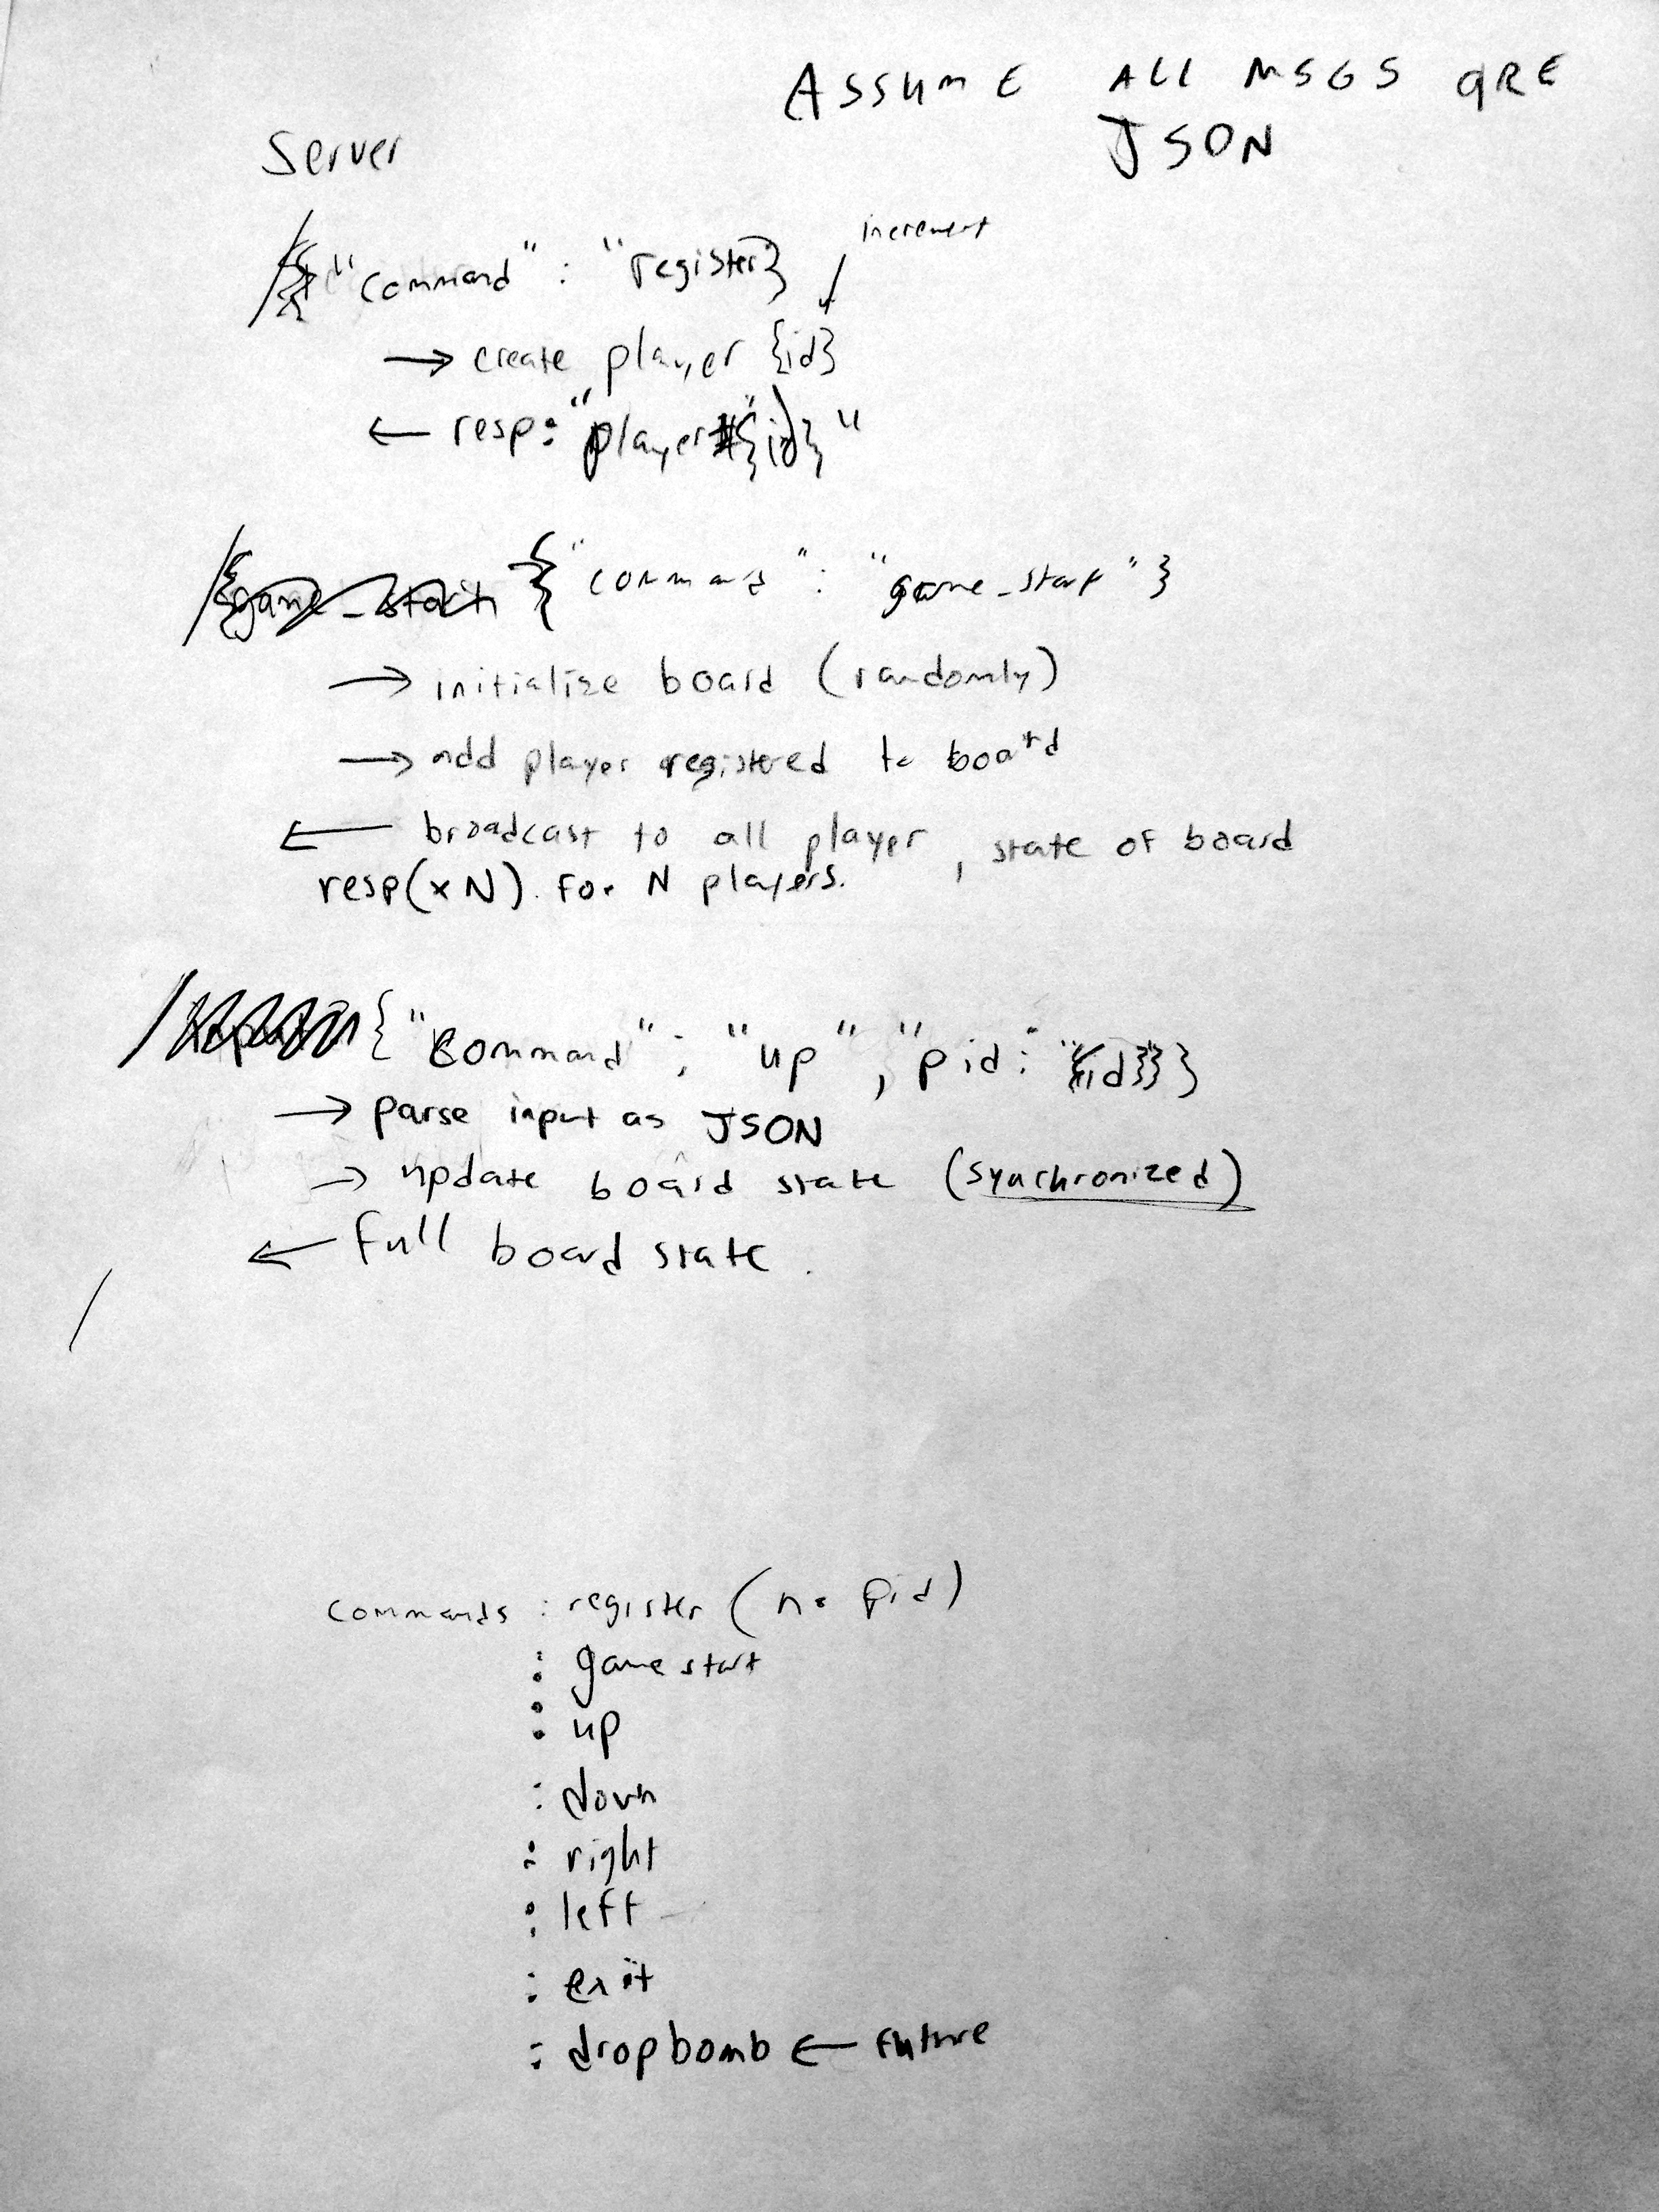 ASSUME ALL MSGS ARE
JSON
Server
increment
/{ "command" : "register}
→ create player {id}
← resp: "player#{id}"
/{game_start {"command" : "game_start"}
→ initialize board (randomly)
→ add player registered to board
← broadcast to all player, state of board
resp(x N). For N players.
/ {"command" : "up", "pid: "{id}"}
→ parse input as JSON
→ update board state (synchronized)
← Full board state.
/
commands : register (no pid)
: game start
: up
: down
: right
: left
: exit
: dropbomb ← future